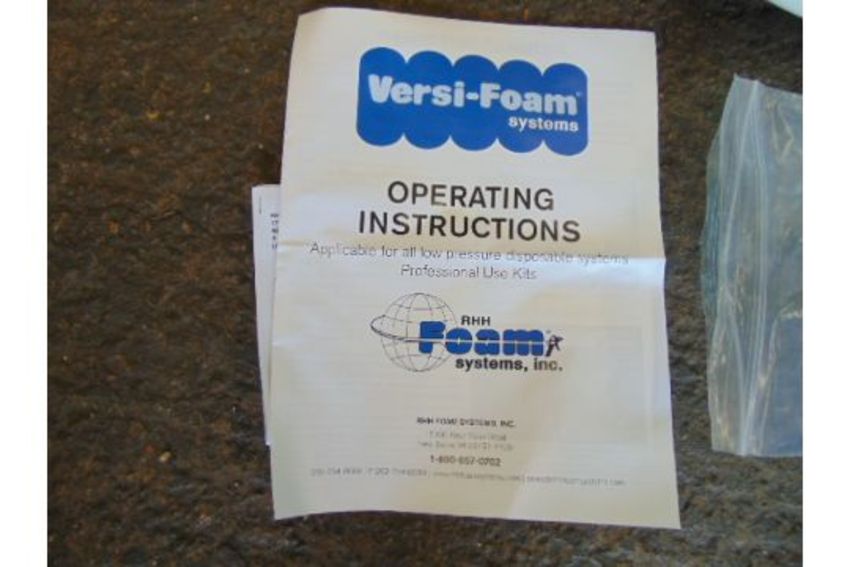 Versi-Foam®
systems
OPERATING
INSTRUCTIONS
Applicable for all low pressure disposable systems
Professional Use Kits
RHH
Foam®
systems, inc.
RHH FOAM SYSTEMS, INC.
1-800-657-0702